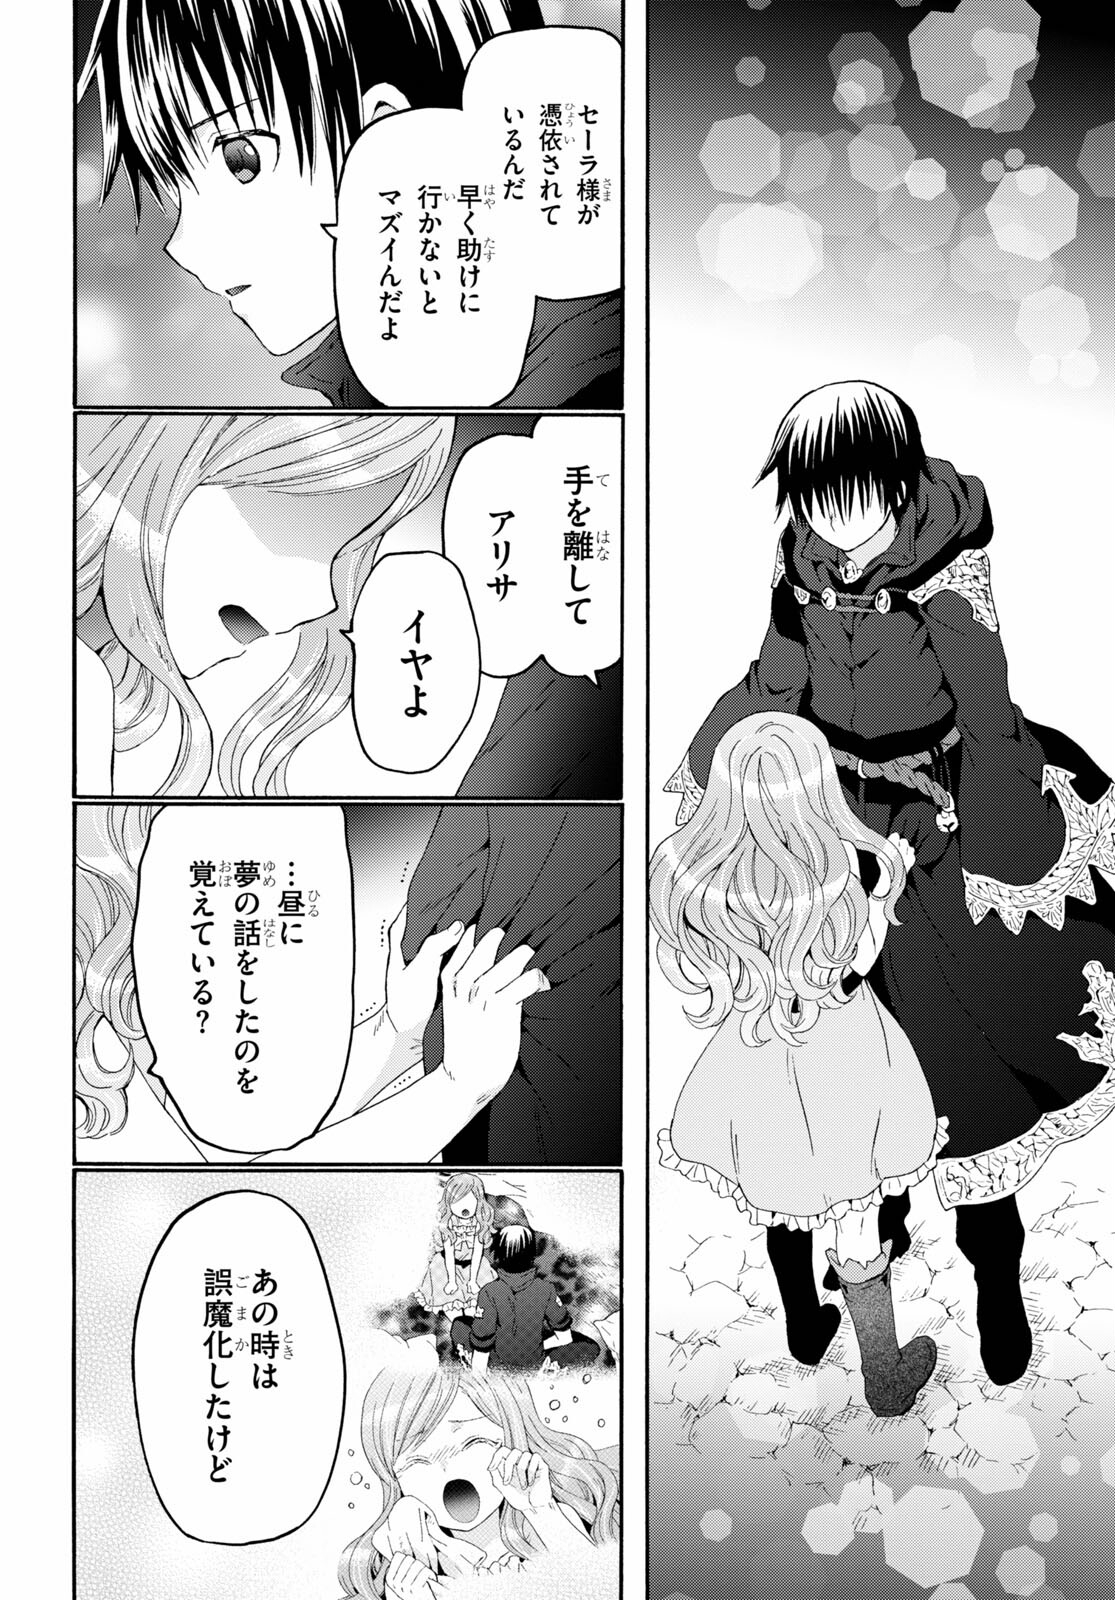 セーラ様が
憑依されて
いるんだ
早く助けに
行かないと
マズイんだよ
手を離して
アリサ
イヤよ
…昼に
夢の話をしたのを
覚えている?
あの時は
誤魔化したけど